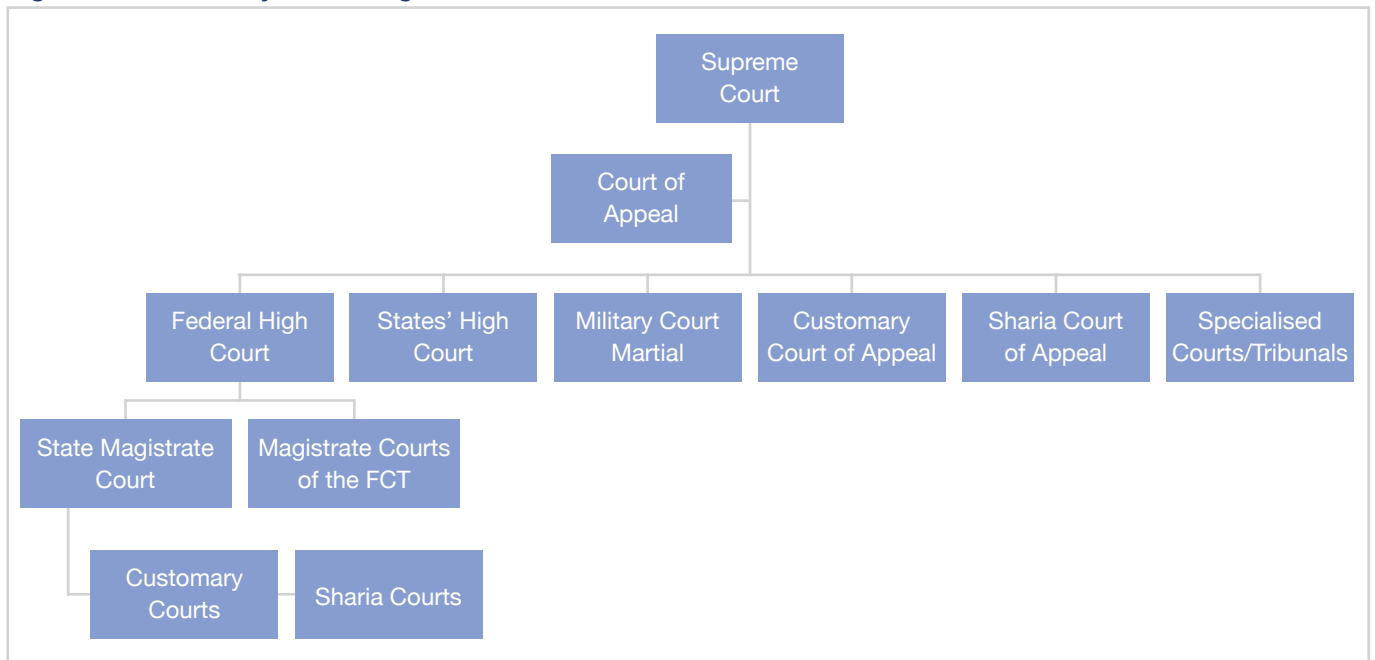 Supreme
Court
Court of
Appeal
Federal High
Court
States’ High
Court
Military Court
Martial
Customary
Court of Appeal
Sharia Court
of Appeal
Specialised
Courts/Tribunals
State Magistrate
Court
Magistrate Courts
of the FCT
Customary
Courts
Sharia Courts